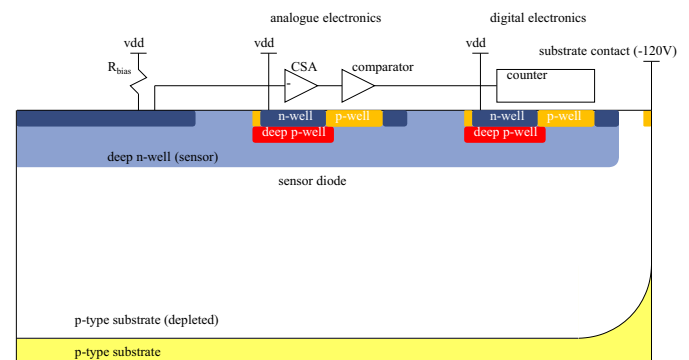 analogue electronics
digital electronics
vdd
vdd
vdd
substrate contact (-120V)
Rbias
CSA
comparator
counter
-
n-well
p-well
n-well
p-well
deep p-well
deep p-well
deep n-well (sensor)
sensor diode
p-type substrate (depleted)
p-type substrate